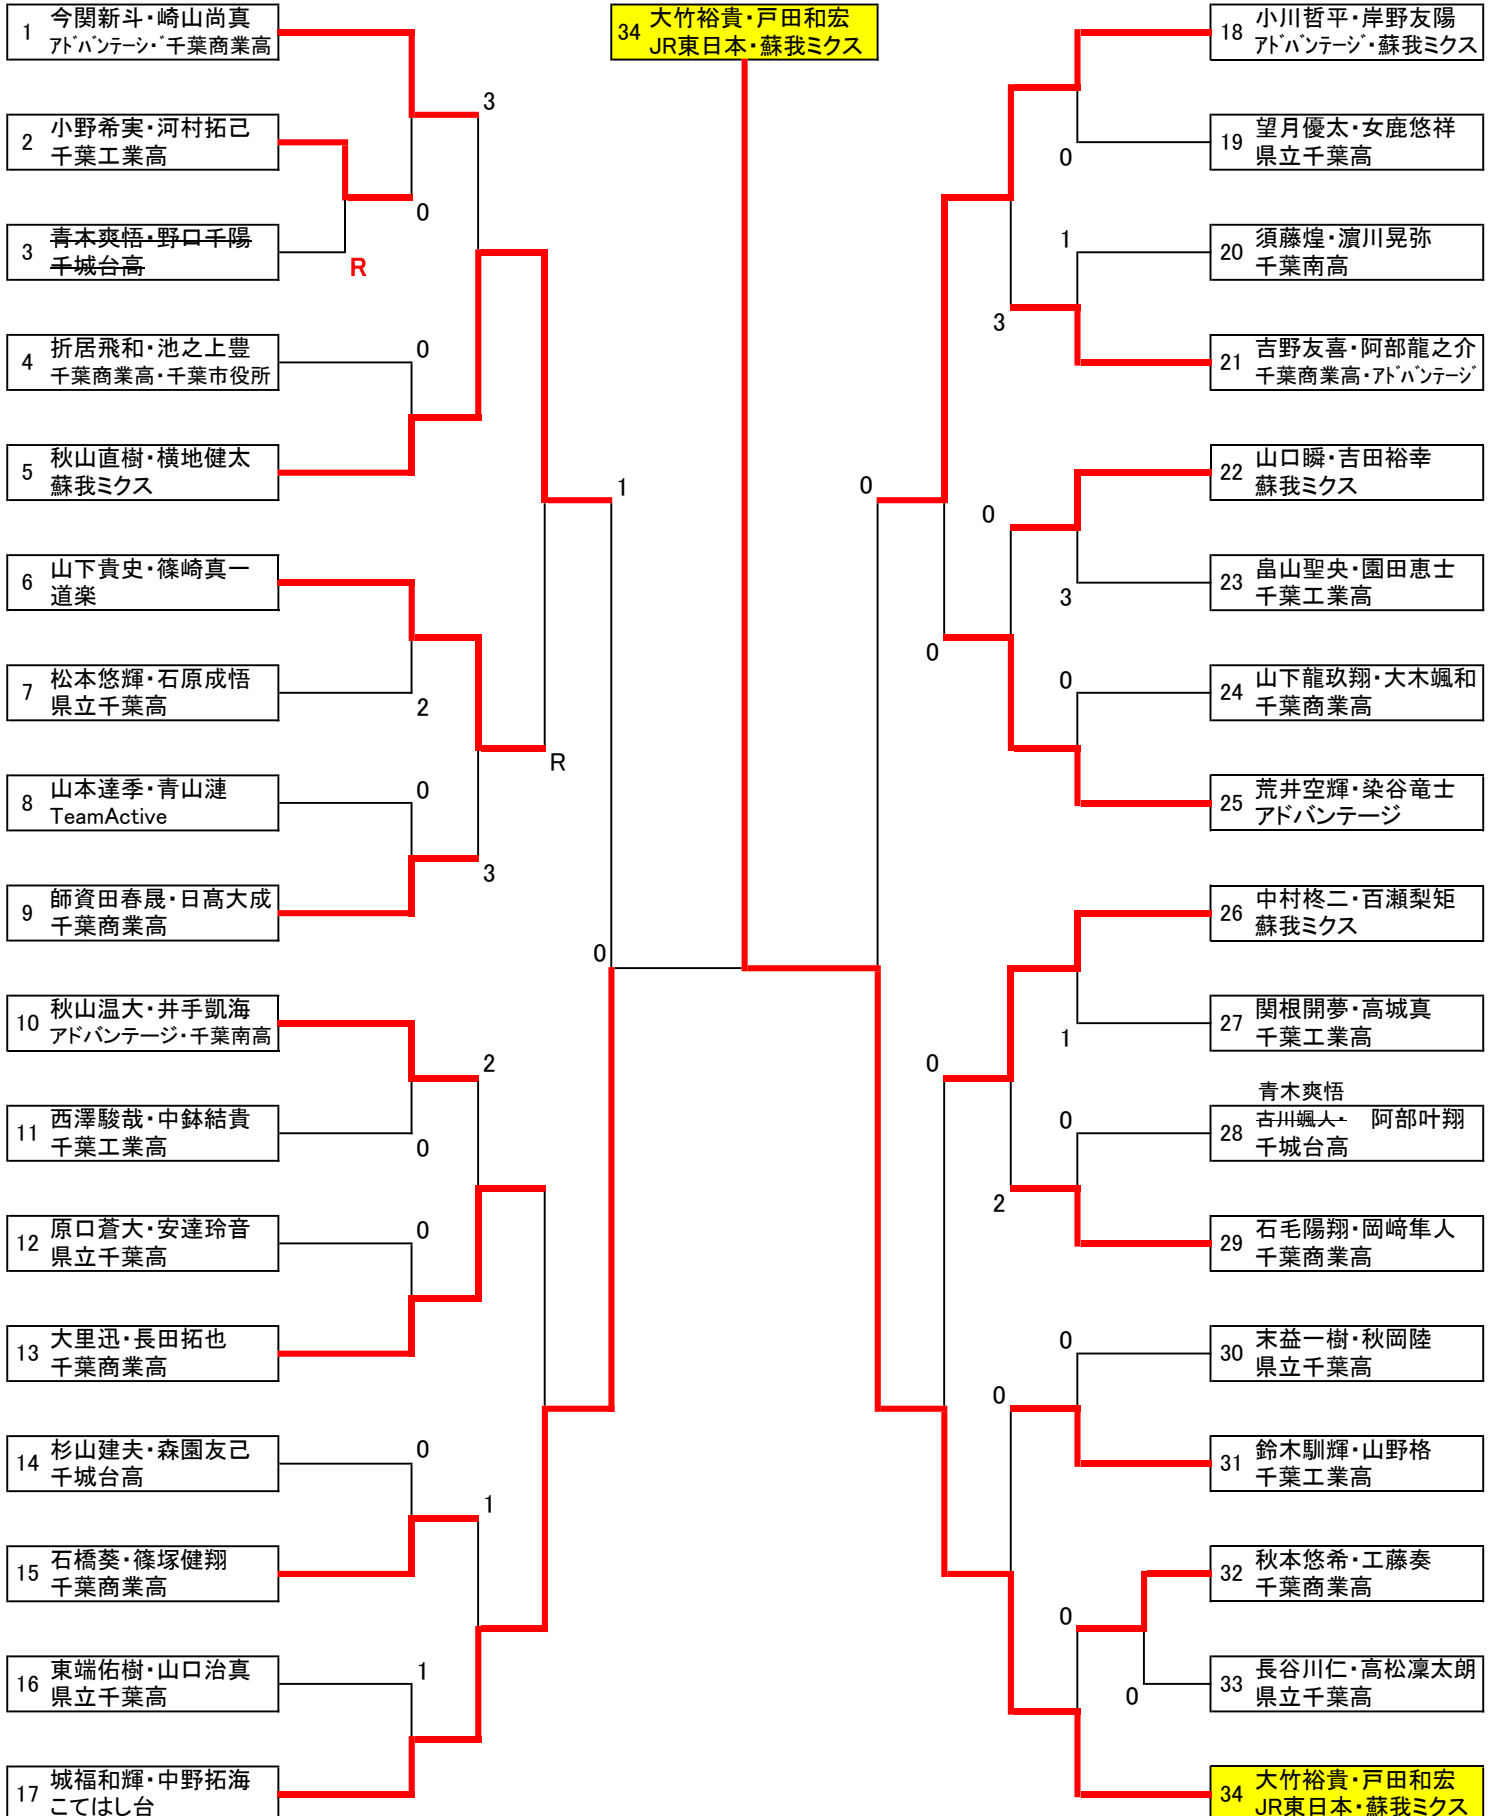 1 今関新斗・崎山尚真
アドバンテージ・千葉商業高
3
2 小野希実・河村拓己
千葉工業高
0
3 青木爽悟・野口千陽
千城台高
R
4 折居飛和・池之上豊
千葉商業高・千葉市役所
0
5 秋山直樹・横地健太
蘇我ミクス
1
6 山下貴史・篠崎真一
道楽
7 松本悠輝・石原成悟
県立千葉高
2
R
8 山本達季・青山漣
TeamActive
0
3
9 師資田春晟・日髙大成
千葉商業高
0
10 秋山温大・井手凱海
アドバンテージ・千葉南高
2
11 西澤駿哉・中鉢結貴
千葉工業高
0
12 原口蒼大・安達玲音
県立千葉高
0
13 大里迅・長田拓也
千葉商業高
14 杉山建夫・森園友己
千城台高
0
1
15 石橋葵・篠塚健翔
千葉商業高
16 東端佑樹・山口治真
県立千葉高
1
17 城福和輝・中野拓海
こてはし台
34 大竹裕貴・戸田和宏
JR東日本・蘇我ミクス
18 小川哲平・岸野友陽
アドバンテージ・蘇我ミクス
19 望月優太・女鹿悠祥
県立千葉高
0
20 須藤煌・濵川晃弥
千葉南高
1
3
21 吉野友喜・阿部龍之介
千葉商業高・アドバンテージ
22 山口瞬・吉田裕幸
蘇我ミクス
0
0
23 畠山聖央・園田恵士
千葉工業高
3
0
24 山下龍玖翔・大木颯和
千葉商業高
0
25 荒井空輝・染谷竜士
アドバンテージ
26 中村柊二・百瀬梨矩
蘇我ミクス
27 関根開夢・高城真
千葉工業高
1
0
青木爽悟
28 古川颯人・ 阿部叶翔
千城台高
0
2
29 石毛陽翔・岡﨑隼人
千葉商業高
30 末益一樹・秋岡陸
県立千葉高
0
0
31 鈴木馴輝・山野格
千葉工業高
32 秋本悠希・工藤奏
千葉商業高
0
33 長谷川仁・高松凜太朗
県立千葉高
0
34 大竹裕貴・戸田和宏
JR東日本・蘇我ミクス